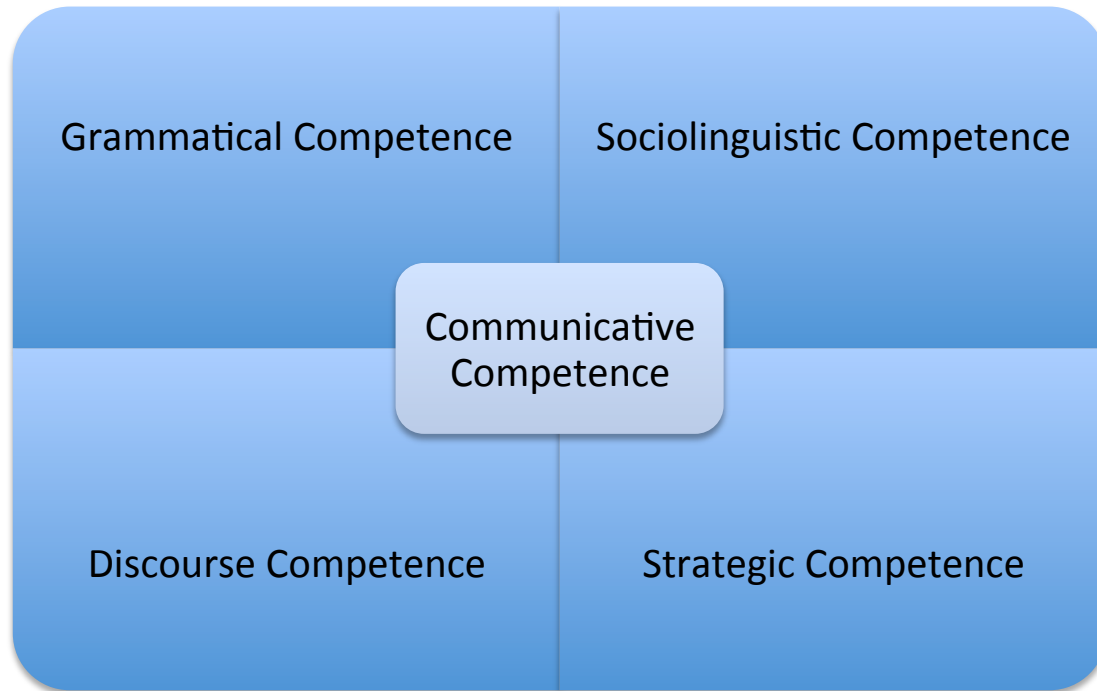 Grammatical Competence
Sociolinguistic Competence
Communicative
Competence
Discourse Competence
Strategic Competence